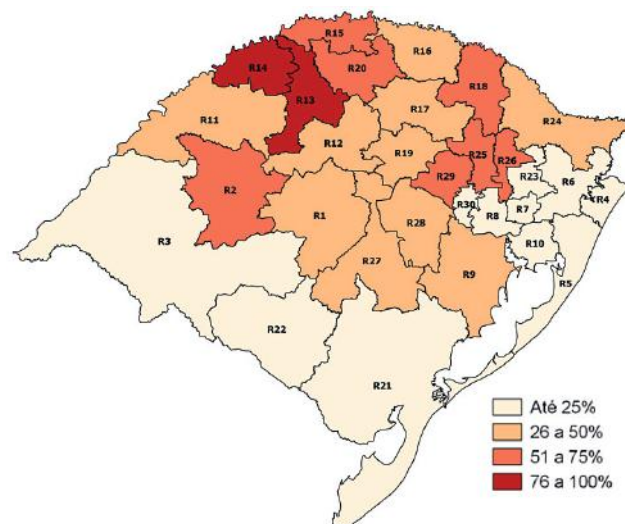 R15
R16
R14
R20
R18
R13
R17
R11
R24
R12
R19
R25
R26
R23
R6
R2
R29
R4
R30
R8
R7
R1
R28
R3
R10
R27
R9
R5
R22
R21
Até 25%
26 a 50%
51 a 75%
76 a 100%